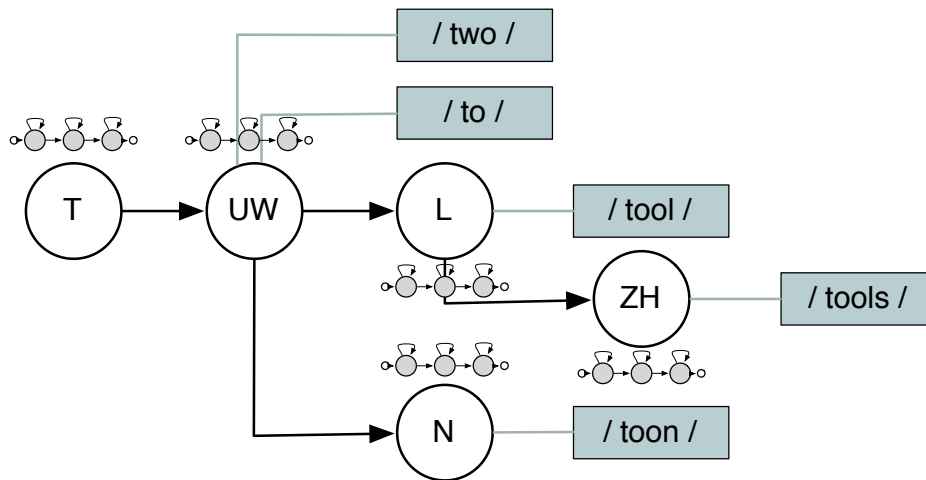 / two /
/ to /
T
UW
L
/ tool /
ZH
/ tools /
N
/ toon /